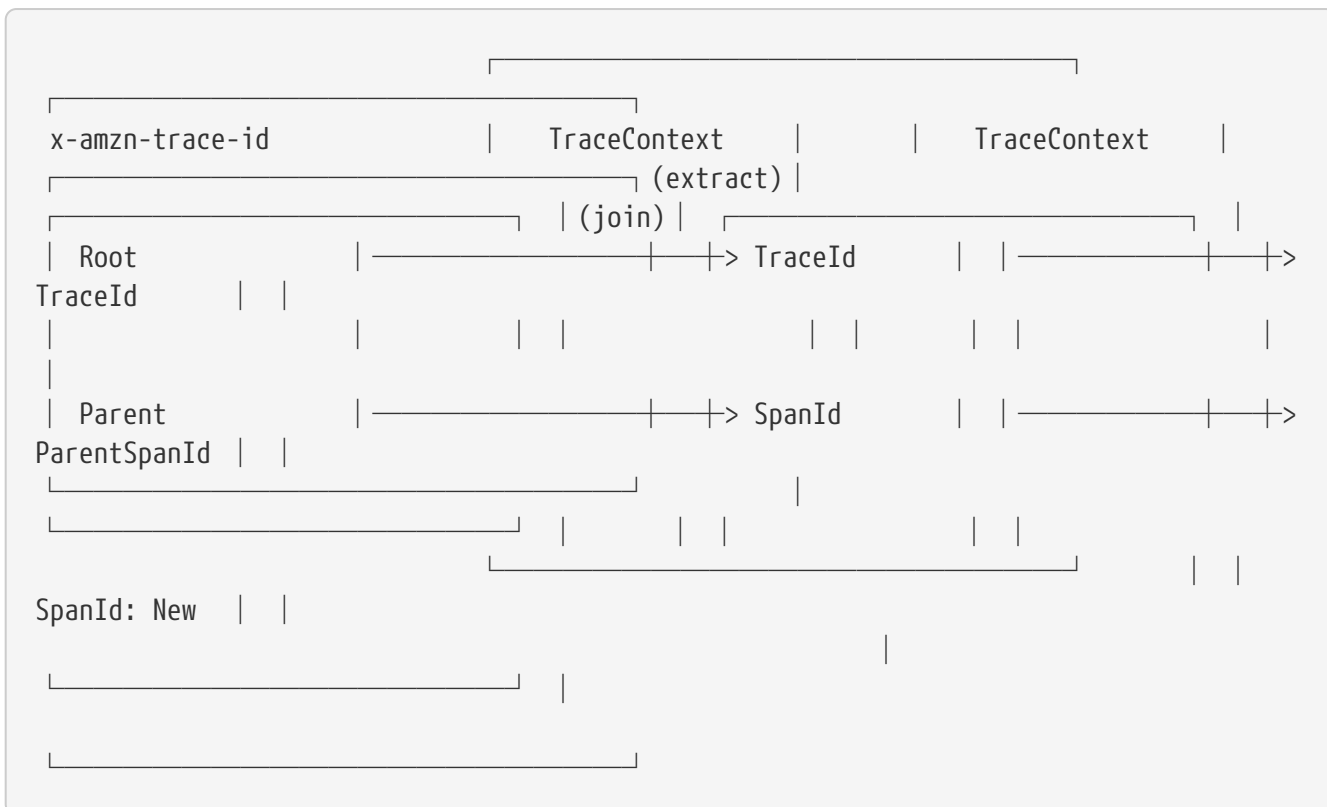 x-amzn-trace-id TraceContext TraceContext
(extract)
(join)
Root > TraceId >
TraceId
Parent > SpanId >
ParentSpanId
SpanId: New